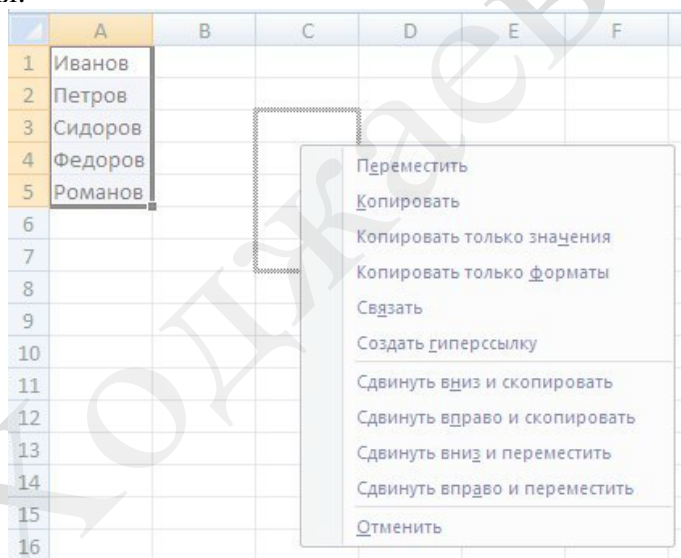 A B C D E F
1 Иванов
2 Петров
3 Сидоров
4 Федоров
5 Романов
6
7
8
9
10
11
12
13
14
15
16
Переместить
Копировать
Копировать только значения
Копировать только форматы
Связать
Создать гиперссылку
Сдвинуть вниз и скопировать
Сдвинуть вправо и скопировать
Сдвинуть вниз и переместить
Сдвинуть вправо и переместить
Отменить
Ходжаев